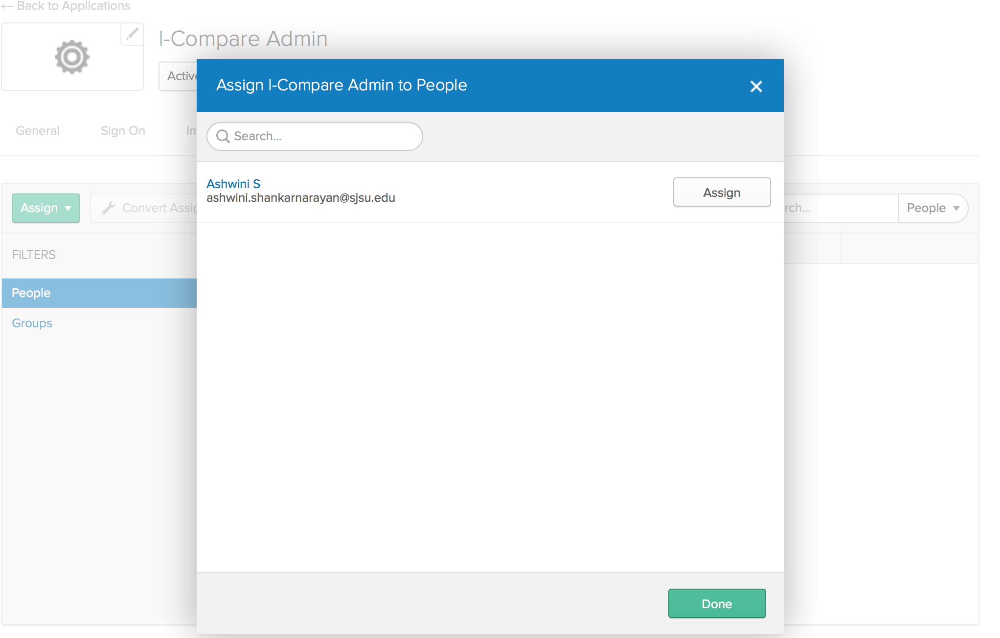 ← Back to Applications
I-Compare Admin
Active
Assign I-Compare Admin to People
General
Sign On
Im
Search...
Ashwini S
ashwini.shankarnarayan@sjsu.edu
Assign
Assign
Convert Assig
rch...
People
FILTERS
People
Groups
Done